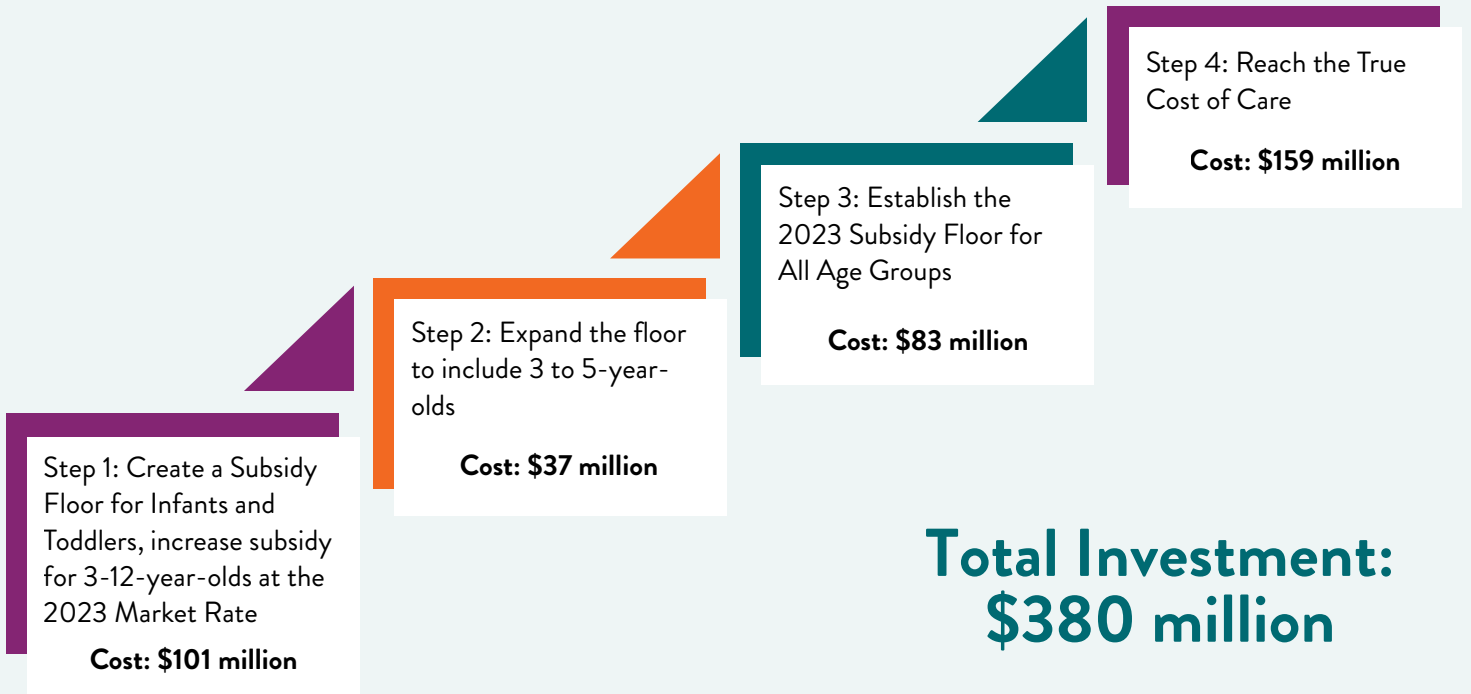 Step 1: Create a Subsidy
Floor for Infants and
Toddlers, increase subsidy
for 3-12-year-olds at the
2023 Market Rate
Cost: $101 million
Step 2: Expand the floor
to include 3 to 5-year-
olds
Cost: $37 million
Step 3: Establish the
2023 Subsidy Floor for
All Age Groups
Cost: $83 million
Step 4: Reach the True
Cost of Care
Cost: $159 million
Total Investment:
$380 million